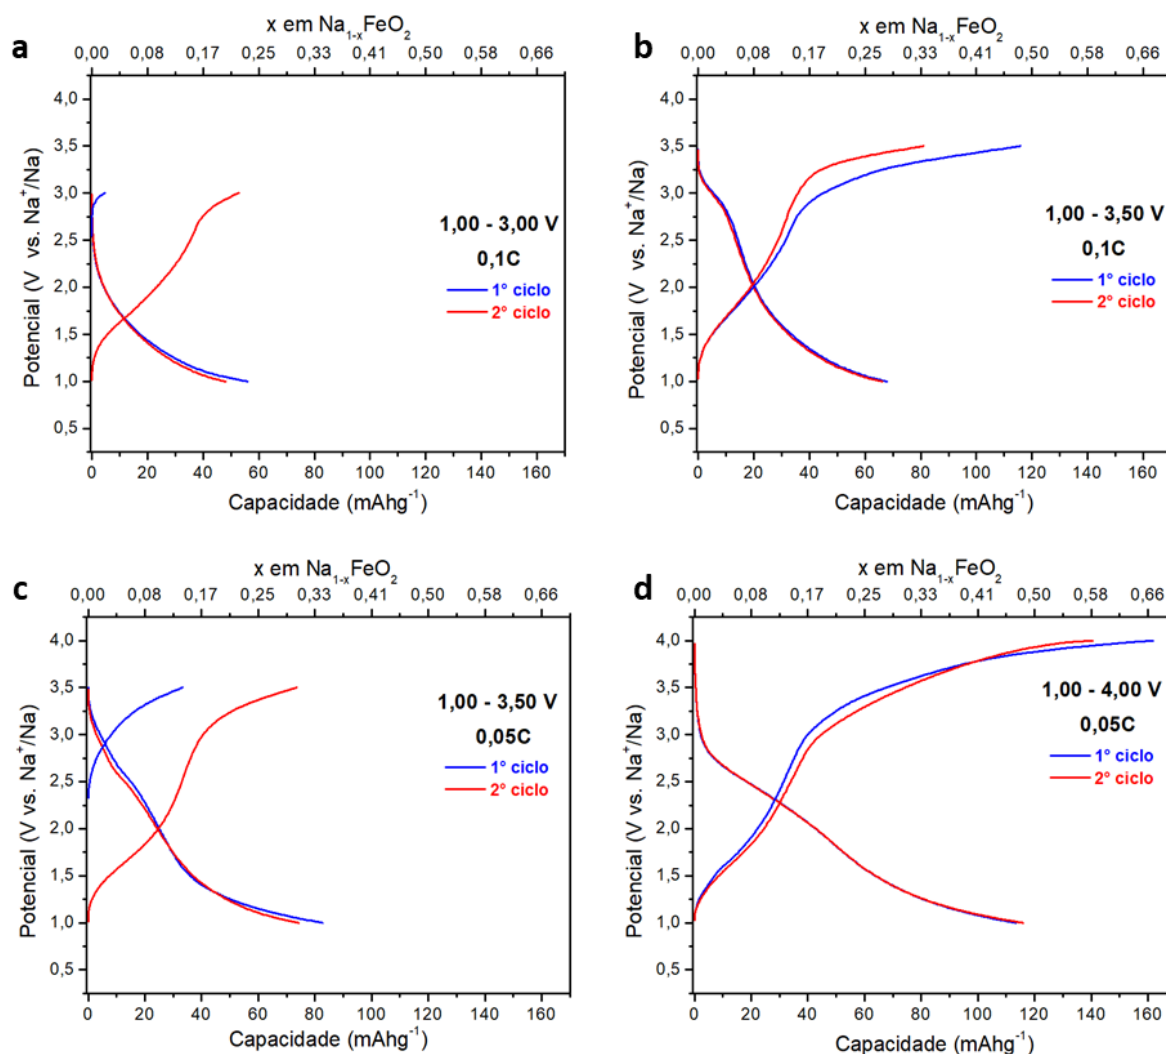 a
x em Na1-xFeO2
0,00 0,08 0,17 0,25 0,33 0,41 0,50 0,58 0,66
4,0
3,5
3,0
2,5
2,0
1,5
1,0
0,5
Potencial (V vs. Na+/Na)
1,00 - 3,00 V
0,1C
1° ciclo
2° ciclo
0 20 40 60 80 100 120 140 160
Capacidade (mAhg-1)
b
x em Na1-xFeO2
0,00 0,08 0,17 0,25 0,33 0,41 0,50 0,58 0,66
4,0
3,5
3,0
2,5
2,0
1,5
1,0
0,5
Potencial (V vs. Na+/Na)
1,00 - 3,50 V
0,1C
1° ciclo
2° ciclo
0 20 40 60 80 100 120 140 160
Capacidade (mAhg-1)
c
x em Na1-xFeO2
0,00 0,08 0,17 0,25 0,33 0,41 0,50 0,58 0,66
4,0
3,5
3,0
2,5
2,0
1,5
1,0
0,5
Potencial (V vs. Na+/Na)
1,00 - 3,50 V
0,05C
1° ciclo
2° ciclo
0 20 40 60 80 100 120 140 160
Capacidade (mAhg-1)
d
x em Na1-xFeO2
0,00 0,08 0,17 0,25 0,33 0,41 0,50 0,58 0,66
4,0
3,5
3,0
2,5
2,0
1,5
1,0
0,5
Potencial (V vs. Na+/Na)
1,00 - 4,00 V
0,05C
1° ciclo
2° ciclo
0 20 40 60 80 100 120 140 160
Capacidade (mAhg-1)